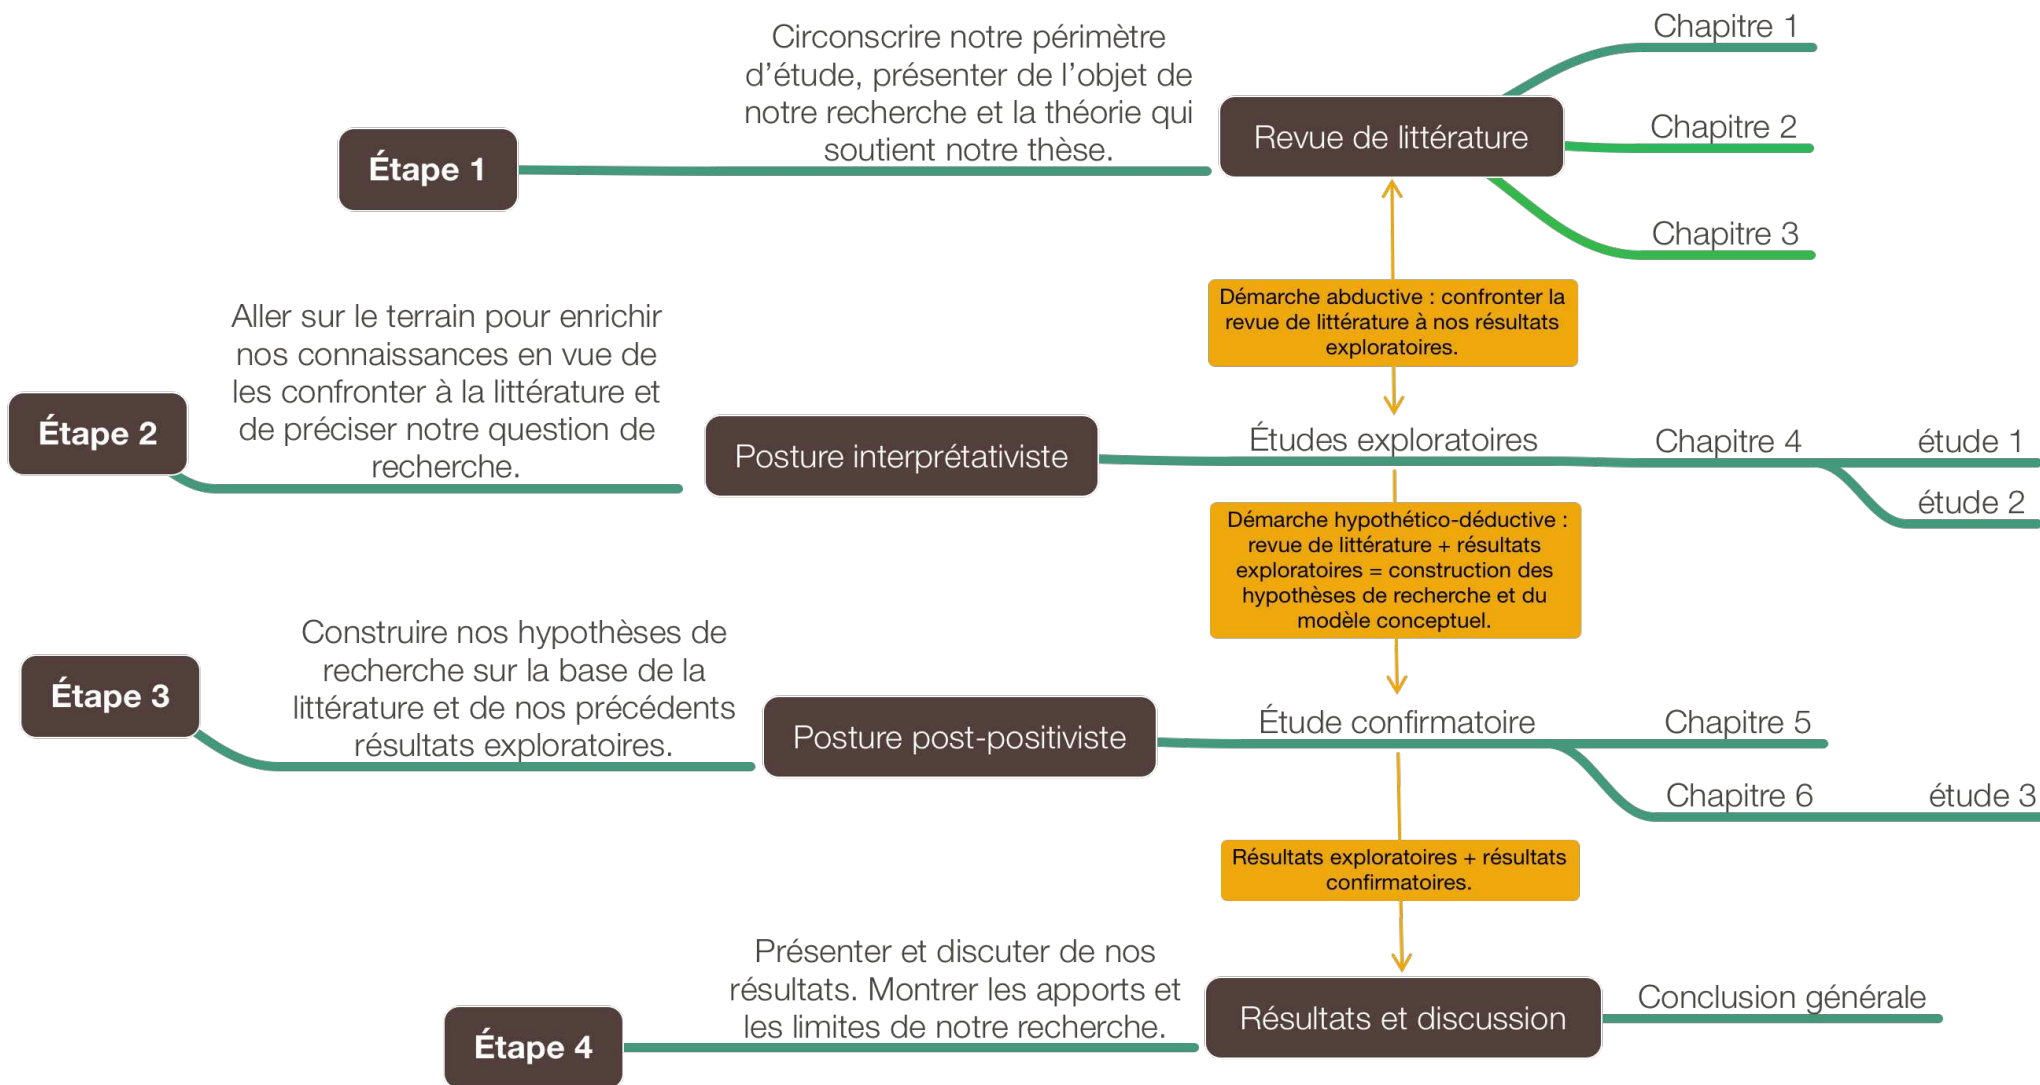 Étape 1
Circonscrire notre périmètre
d’étude, présenter de l’objet de
notre recherche et la théorie qui
soutient notre thèse.
Revue de littérature
Chapitre 1
Chapitre 2
Chapitre 3
Démarche abductive : confronter la
revue de littérature à nos résultats
exploratoires.
Étape 2
Aller sur le terrain pour enrichir
nos connaissances en vue de
les confronter à la littérature et
de préciser notre question de
recherche.
Posture interprétativiste
Études exploratoires
Chapitre 4
étude 1
étude 2
Démarche hypothético-déductive :
revue de littérature + résultats
exploratoires = construction des
hypothèses de recherche et du
modèle conceptuel.
Étape 3
Construire nos hypothèses de
recherche sur la base de la
littérature et de nos précédents
résultats exploratoires.
Posture post-positiviste
Étude confirmatoire
Chapitre 5
Chapitre 6
étude 3
Résultats exploratoires + résultats
confirmatoires.
Étape 4
Présenter et discuter de nos
résultats. Montrer les apports et
les limites de notre recherche.
Résultats et discussion
Conclusion générale